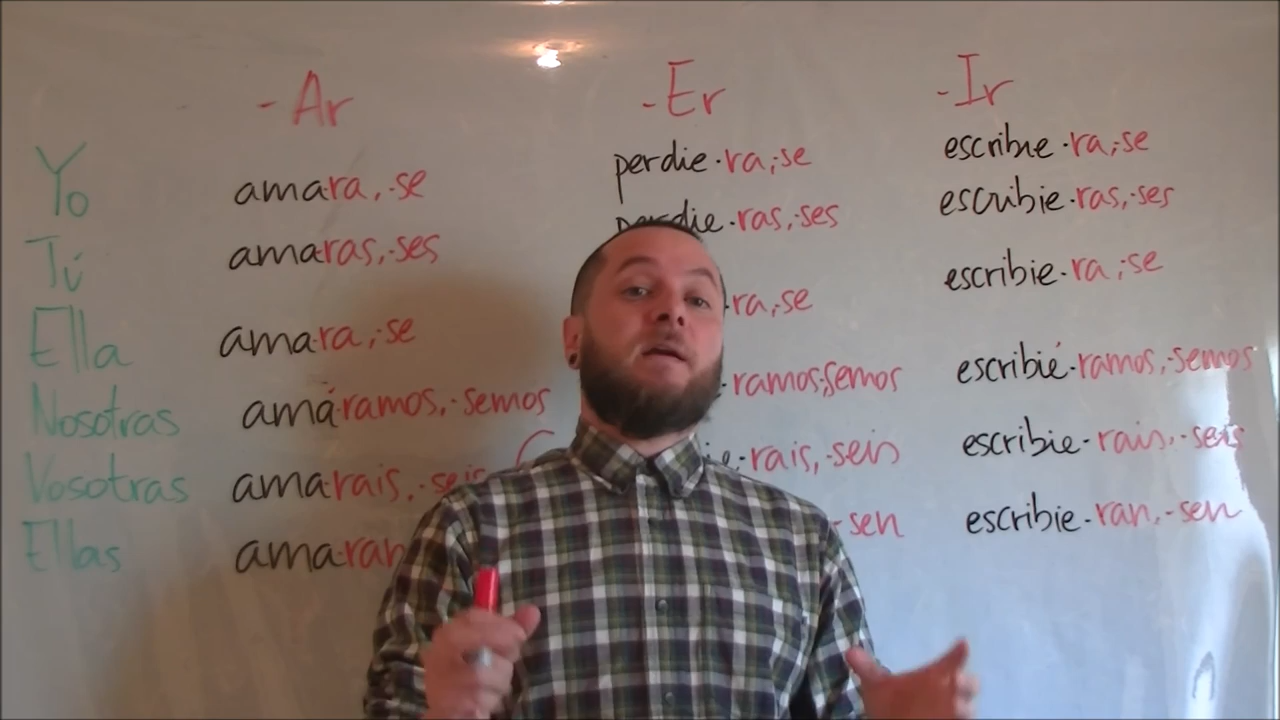 -Ar -Er -Ir
Yo amara,-se perdie-ra,-se escribie-ra,-se
Tú amaras,-ses perdie-ras,-ses escribie-ras,-ses
Ella amara,-se -ra,-se escribie-ra,-se
Nosotras amáramos,-semos -ramos,-semos escribié-ramos,-semos
Vosotras amarais,-seis ie-rais,-seis escribie-rais,-seis
Ellas amaran -sen escribie-ran,-sen